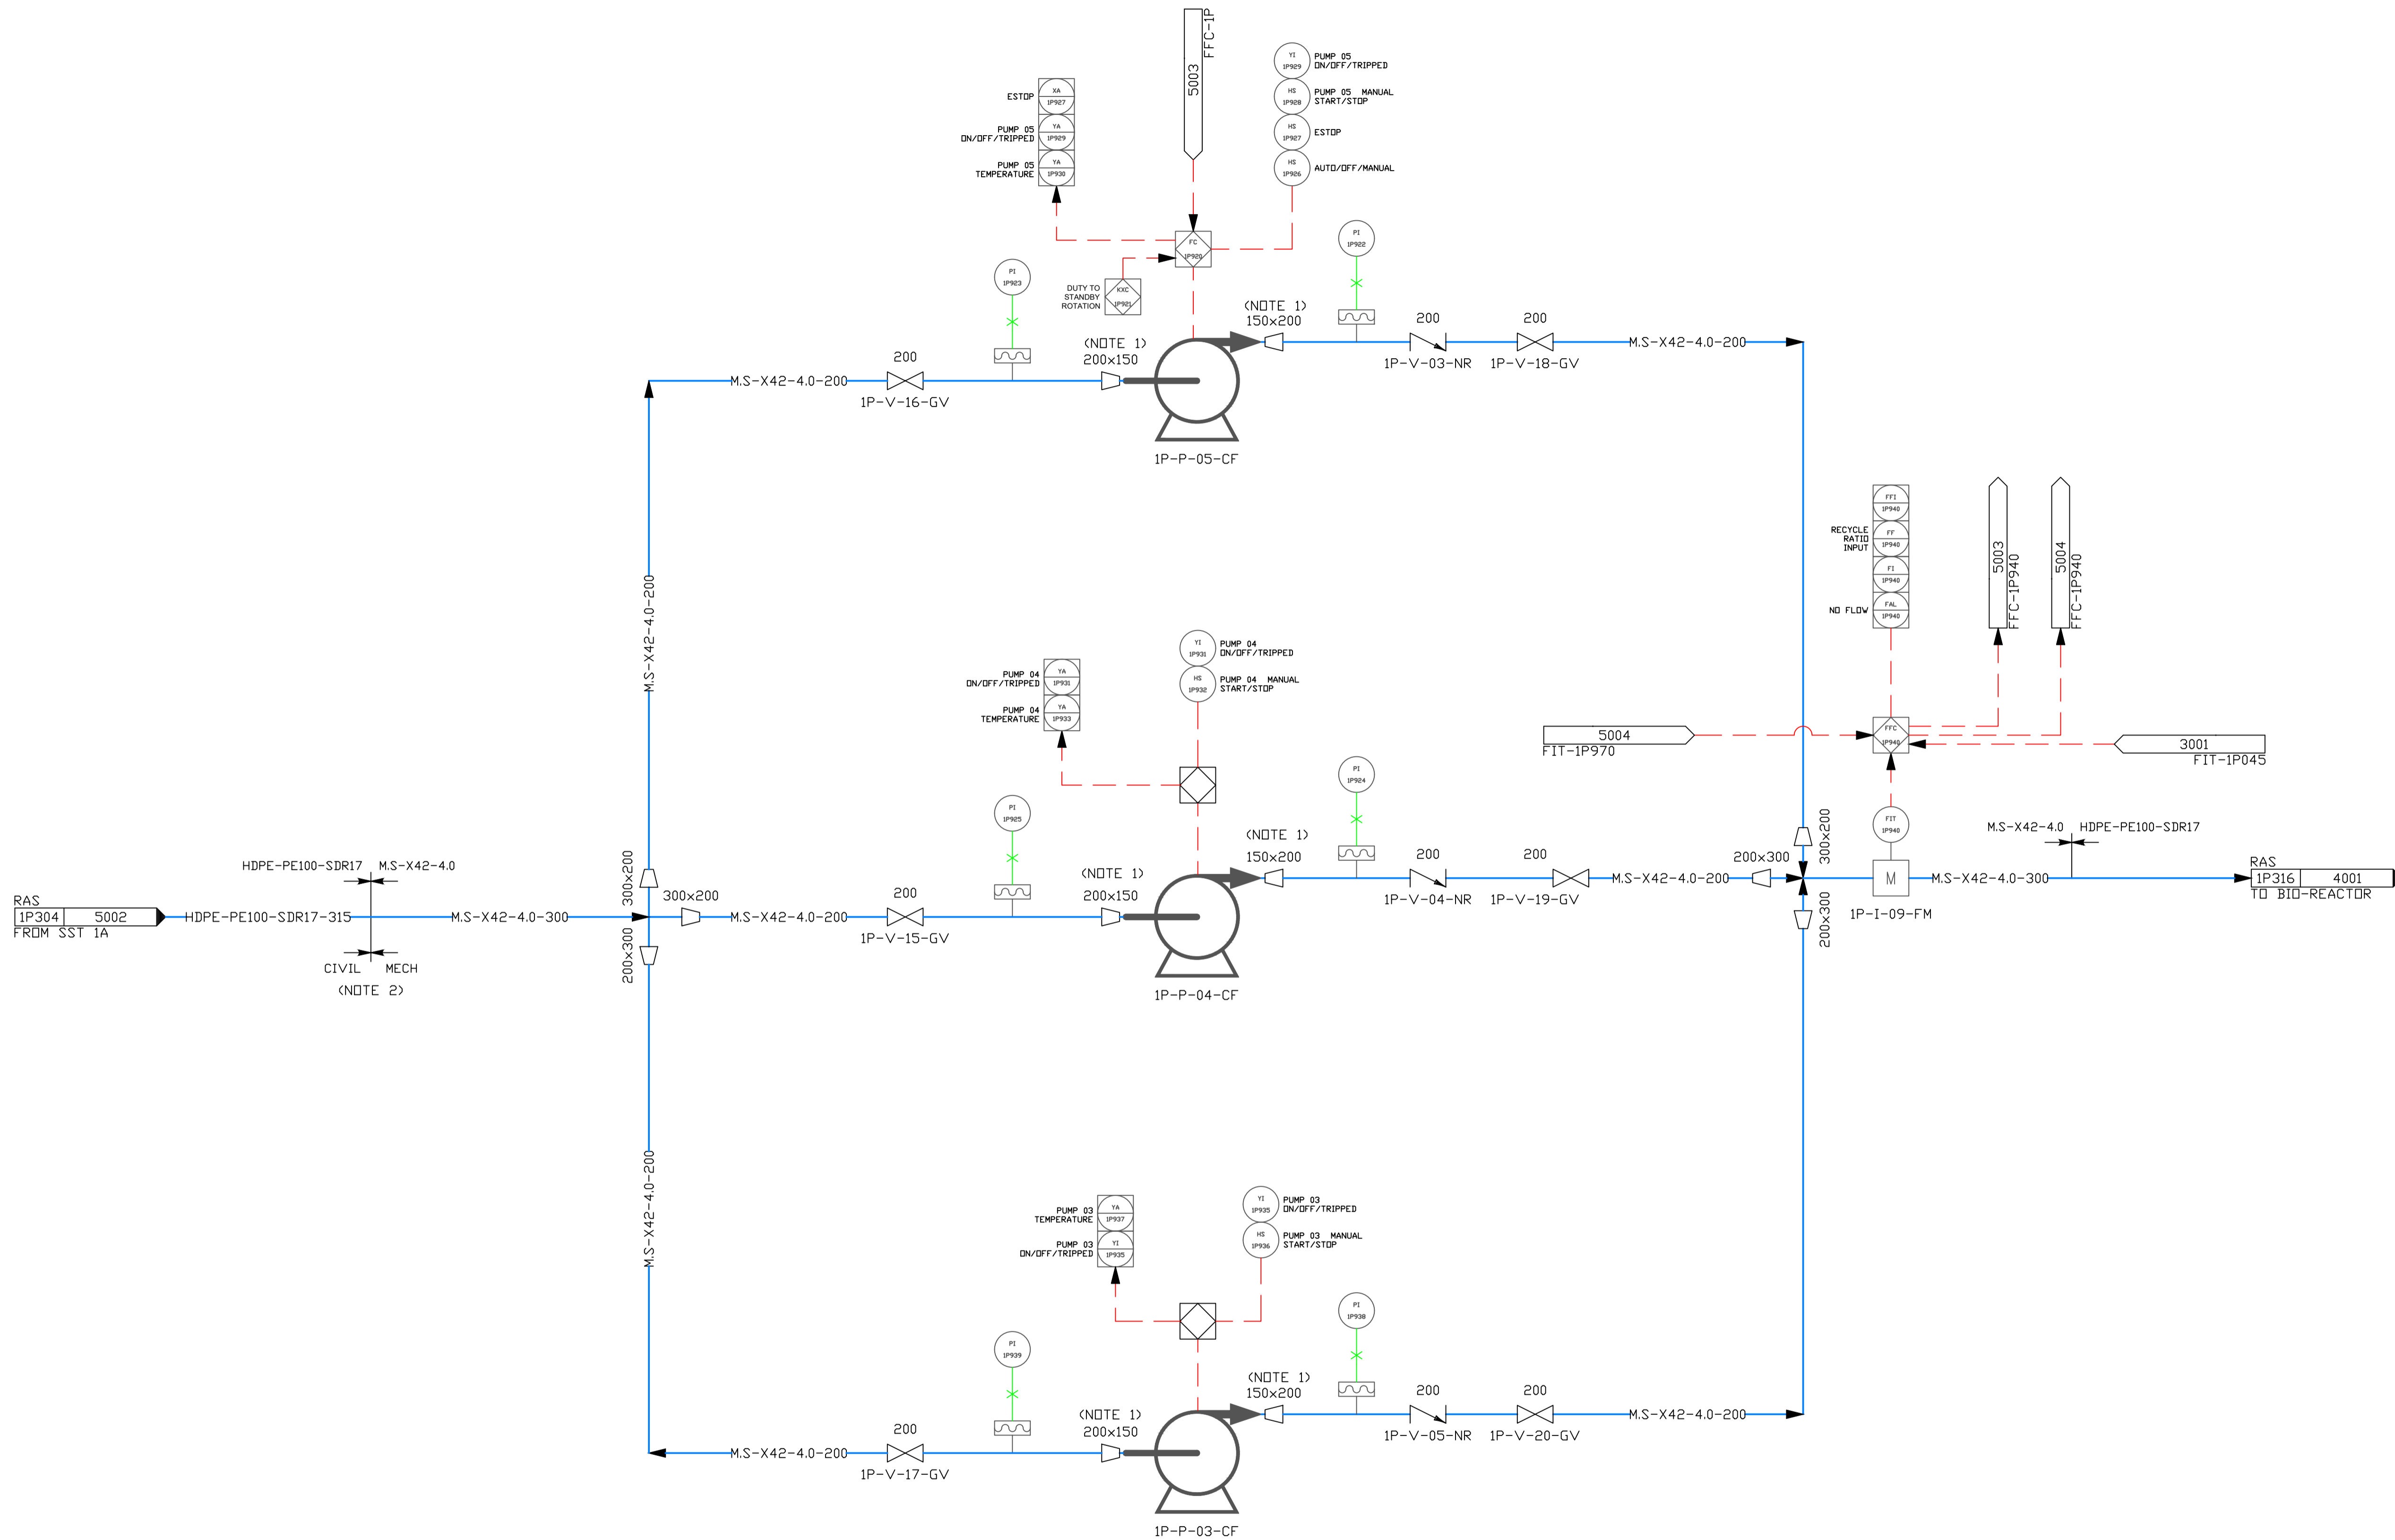 FFC-1P
5003
YI
1P929
PUMP 05
ON/OFF/TRIPPED
HS
1P928
PUMP 05 MANUAL
START/STOP
HS
1P927
ESTOP
HS
1P926
AUTO/OFF/MANUAL
ESTOP
XA
1P927
PUMP 05
ON/OFF/TRIPPED
YA
1P929
PUMP 05
TEMPERATURE
YA
1P930
FC
1P920
DUTY TO
STANDBY
ROTATION
KXC
1P921
PI
1P923
PI
1P922
(NOTE 1)
150x200
(NOTE 1)
200x150
200
200
200
M.S-X42-4.0-200
1P-V-16-GV
1P-V-03-NR
1P-V-18-GV
M.S-X42-4.0-200
1P-P-05-CF
M.S-X42-4.0-200
FFI
1P940
RECYCLE
RATIO
INPUT
FF
1P940
FI
1P940
NO FLOW
FAL
1P940
5003
FFC-1P940
5004
FFC-1P940
YI
1P931
PUMP 04
ON/OFF/TRIPPED
HS
1P932
PUMP 04 MANUAL
START/STOP
PUMP 04
ON/OFF/TRIPPED
YA
1P931
PUMP 04
TEMPERATURE
YA
1P933
5004
FIT-1P970
FFC
1P940
3001
FIT-1P045
PI
1P925
PI
1P924
FIT
1P940
(NOTE 1)
150x200
(NOTE 1)
200x150
200
200
200
200x300
300x200
M.S-X42-4.0
HDPE-PE100-SDR17
HDPE-PE100-SDR17
M.S-X42-4.0
RAS
1P304
5002
FROM SST 1A
HDPE-PE100-SDR17-315
M.S-X42-4.0-300
300x200
300x200
200x300
M.S-X42-4.0-200
1P-V-15-GV
1P-V-04-NR
1P-V-19-GV
M.S-X42-4.0-200
200x300
M
1P-I-09-FM
M.S-X42-4.0-300
RAS
1P316
4001
TO BIO-REACTOR
CIVIL
MECH
(NOTE 2)
1P-P-04-CF
M.S-X42-4.0-200
PUMP 03
TEMPERATURE
YA
1P937
PUMP 03
ON/OFF/TRIPPED
YI
1P935
YI
1P935
PUMP 03
ON/OFF/TRIPPED
HS
1P936
PUMP 03 MANUAL
START/STOP
PI
1P939
PI
1P938
(NOTE 1)
150x200
(NOTE 1)
200x150
200
200
200
M.S-X42-4.0-200
1P-V-17-GV
1P-V-05-NR
1P-V-20-GV
M.S-X42-4.0-200
1P-P-03-CF